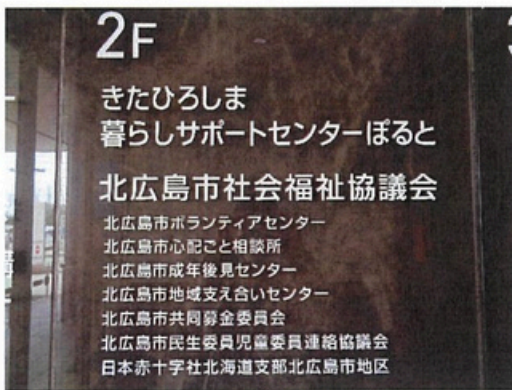 2F
きたひろしま
暮らしサポートセンターぽると
北広島市社会福祉協議会
北広島市ボランティアセンター
北広島市心配ごと相談所
北広島市成年後見センター
北広島市地域支え合いセンター
北広島市共同募金委員会
北広島市民生委員児童委員連絡協議会
日本赤十字社北海道支部北広島市地区